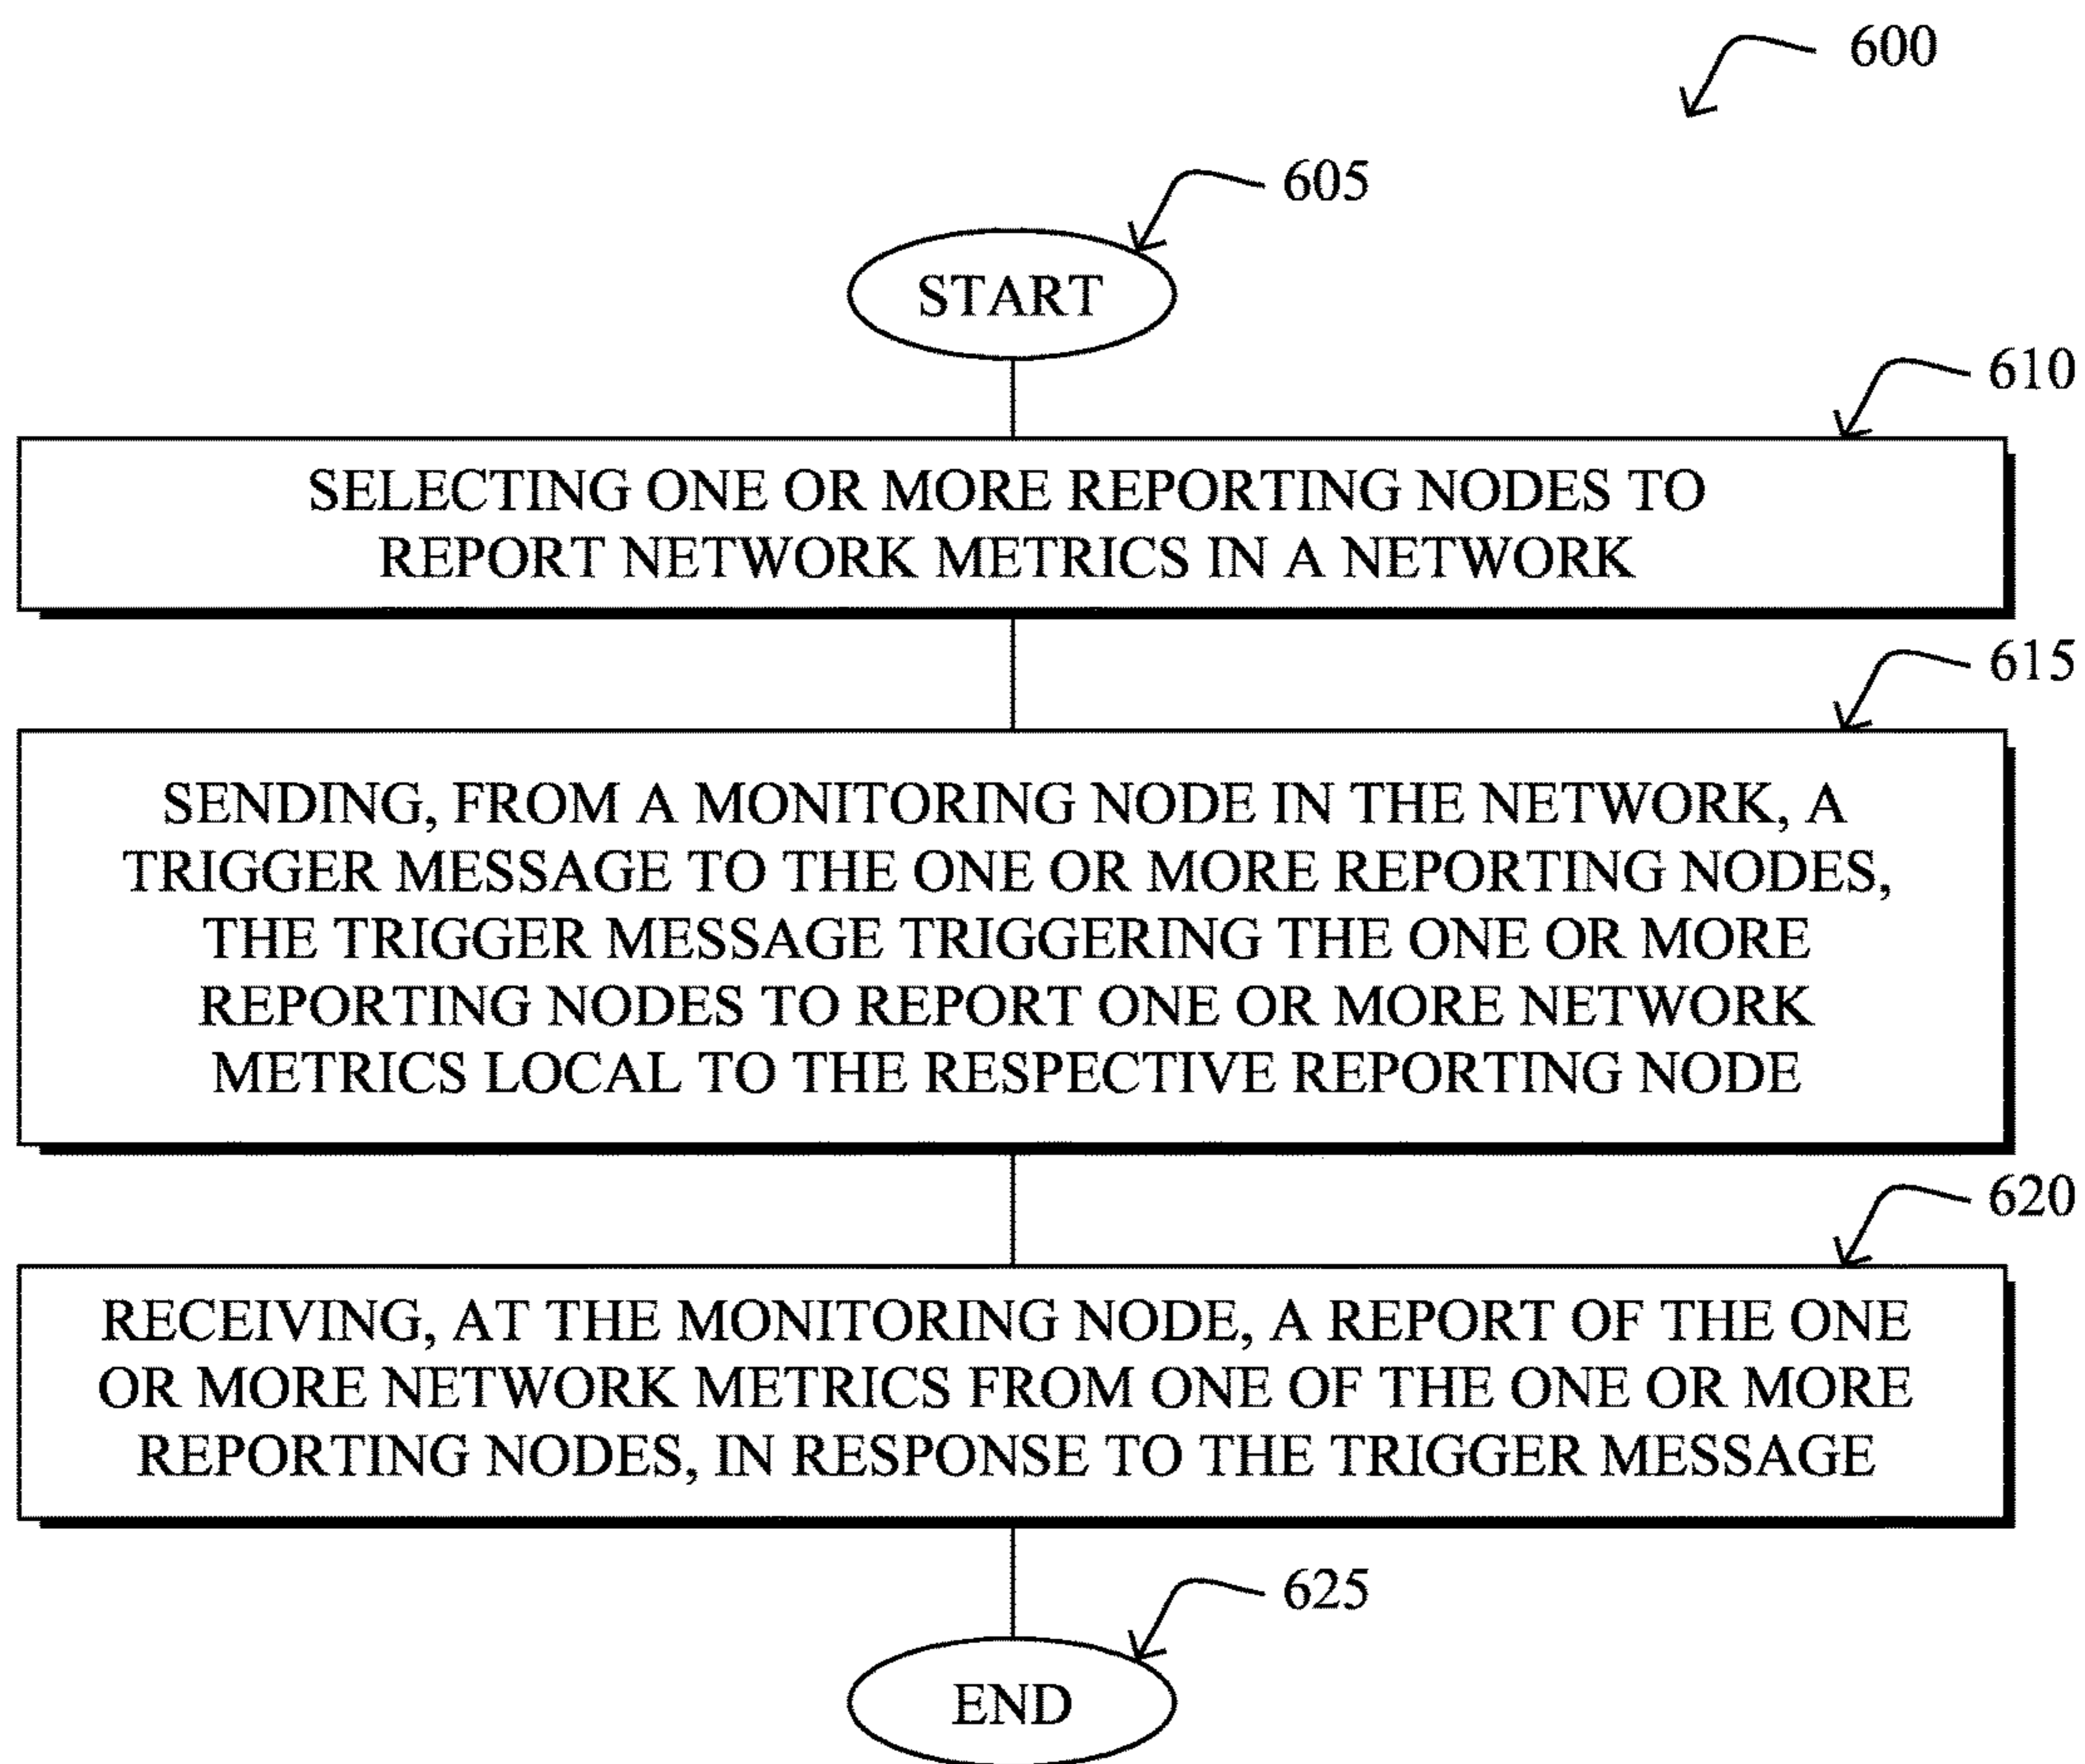 600
605
START
610
SELECTING ONE OR MORE REPORTING NODES TO
REPORT NETWORK METRICS IN A NETWORK
615
SENDING, FROM A MONITORING NODE IN THE NETWORK, A
TRIGGER MESSAGE TO THE ONE OR MORE REPORTING NODES,
THE TRIGGER MESSAGE TRIGGERING THE ONE OR MORE
REPORTING NODES TO REPORT ONE OR MORE NETWORK
METRICS LOCAL TO THE RESPECTIVE REPORTING NODE
620
RECEIVING, AT THE MONITORING NODE, A REPORT OF THE ONE
OR MORE NETWORK METRICS FROM ONE OF THE ONE OR MORE
REPORTING NODES, IN RESPONSE TO THE TRIGGER MESSAGE
625
END